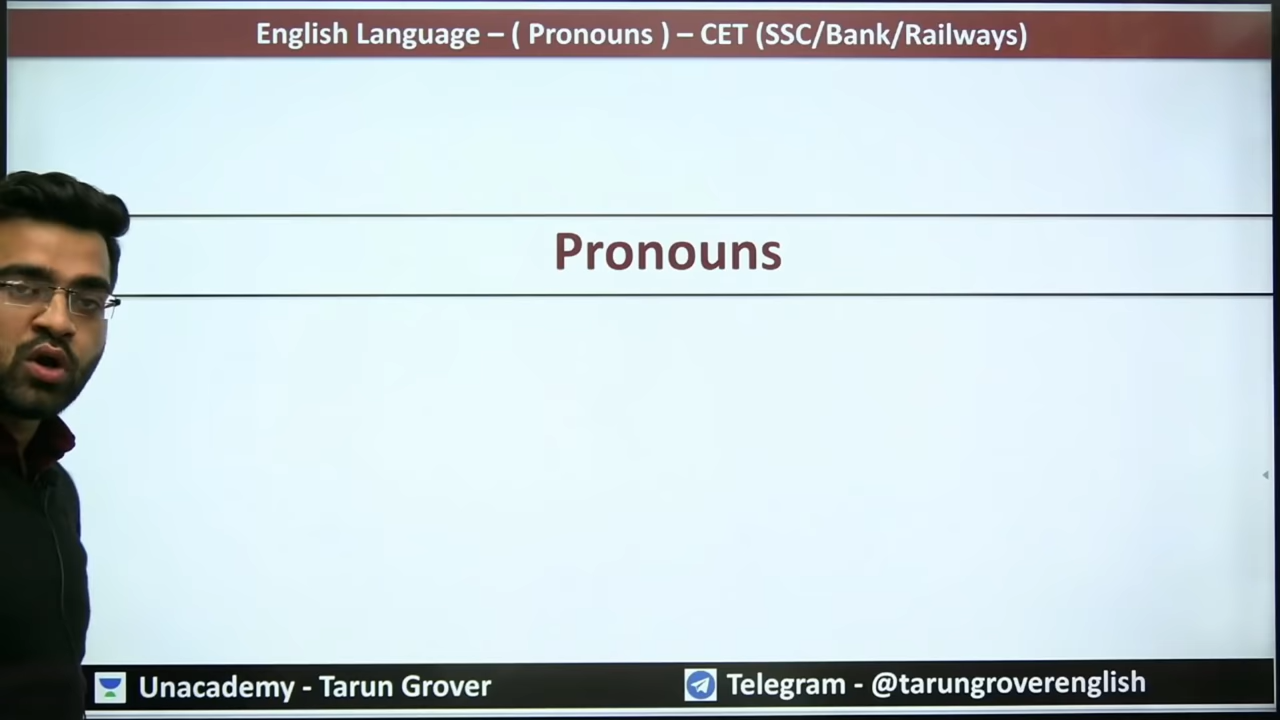 English Language – ( Pronouns ) – CET (SSC/Bank/Railways)
Pronouns
Unacademy - Tarun Grover
Telegram - @tarungroverenglish